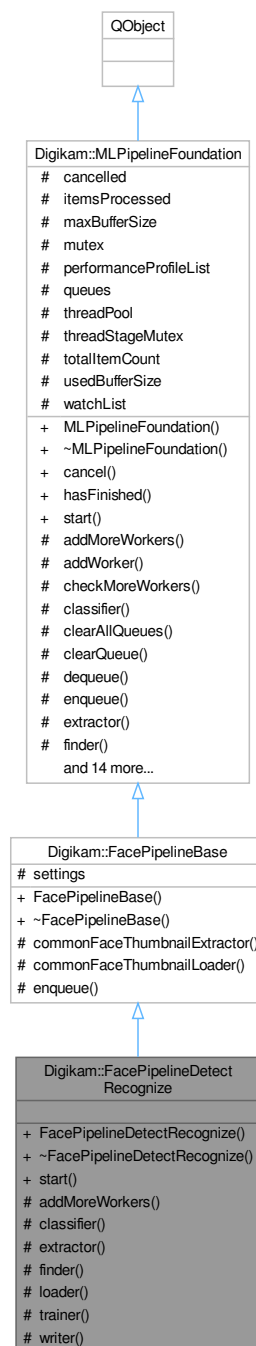 QObject
Digikam::MLPipelineFoundation
# cancelled
# itemsProcessed
# maxBufferSize
# mutex
# performanceProfileList
# queues
# threadPool
# threadStageMutex
# totalItemCount
# usedBufferSize
# watchList
+ MLPipelineFoundation()
+ ~MLPipelineFoundation()
+ cancel()
+ hasFinished()
+ start()
# addMoreWorkers()
# addWorker()
# checkMoreWorkers()
# classifier()
# clearAllQueues()
# clearQueue()
# dequeue()
# enqueue()
# extractor()
# finder()
and 14 more...
Digikam::FacePipelineBase
# settings
+ FacePipelineBase()
+ ~FacePipelineBase()
# commonFaceThumbnailExtractor()
# commonFaceThumbnailLoader()
# enqueue()
Digikam::FacePipelineDetect
Recognize
+ FacePipelineDetectRecognize()
+ ~FacePipelineDetectRecognize()
+ start()
# addMoreWorkers()
# classifier()
# extractor()
# finder()
# loader()
# trainer()
# writer()